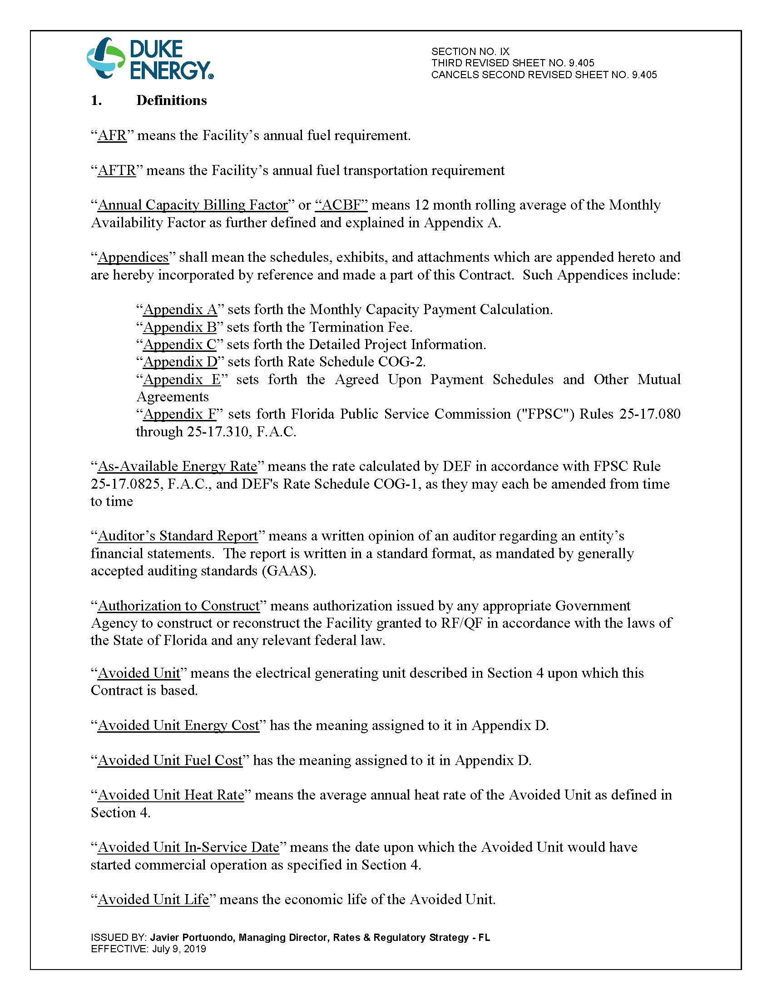 DUKE
ENERGY®
SECTION NO. IX
THIRD REVISED SHEET NO. 9.405
CANCELS SECOND REVISED SHEET NO. 9.405
1. Definitions
“AFR” means the Facility’s annual fuel requirement.
“AFTR” means the Facility’s annual fuel transportation requirement
“Annual Capacity Billing Factor” or “ACBF” means 12 month rolling average of the Monthly
Availability Factor as further defined and explained in Appendix A.
“Appendices” shall mean the schedules, exhibits, and attachments which are appended hereto and
are hereby incorporated by reference and made a part of this Contract.  Such Appendices include:
“Appendix A” sets forth the Monthly Capacity Payment Calculation.
“Appendix B” sets forth the Termination Fee.
“Appendix C” sets forth the Detailed Project Information.
“Appendix D” sets forth Rate Schedule COG-2.
“Appendix E” sets forth the Agreed Upon Payment Schedules and Other Mutual
Agreements
“Appendix F” sets forth Florida Public Service Commission ("FPSC") Rules 25-17.080
through 25-17.310, F.A.C.
“As-Available Energy Rate” means the rate calculated by DEF in accordance with FPSC Rule
25-17.0825, F.A.C., and DEF's Rate Schedule COG-1, as they may each be amended from time
to time
“Auditor’s Standard Report” means a written opinion of an auditor regarding an entity’s
financial statements.  The report is written in a standard format, as mandated by generally
accepted auditing standards (GAAS).
“Authorization to Construct” means authorization issued by any appropriate Government
Agency to construct or reconstruct the Facility granted to RF/QF in accordance with the laws of
the State of Florida and any relevant federal law.
“Avoided Unit” means the electrical generating unit described in Section 4 upon which this
Contract is based.
“Avoided Unit Energy Cost” has the meaning assigned to it in Appendix D.
“Avoided Unit Fuel Cost” has the meaning assigned to it in Appendix D.
“Avoided Unit Heat Rate” means the average annual heat rate of the Avoided Unit as defined in
Section 4.
“Avoided Unit In-Service Date” means the date upon which the Avoided Unit would have
started commercial operation as specified in Section 4.
“Avoided Unit Life” means the economic life of the Avoided Unit.
ISSUED BY: Javier Portuondo, Managing Director, Rates & Regulatory Strategy - FL
EFFECTIVE: July 9, 2019